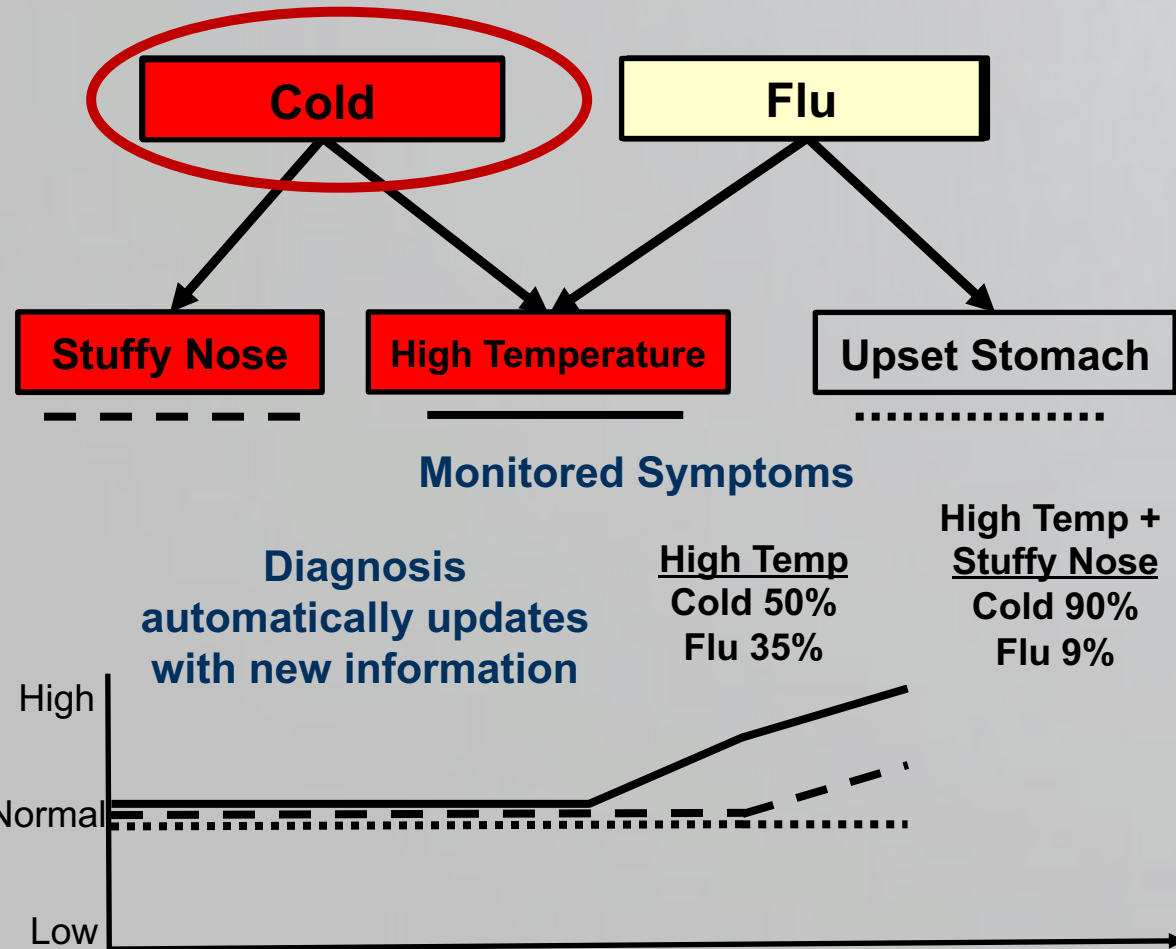 Cold
Flu
Stuffy Nose
High Temperature
Upset Stomach
Monitored Symptoms
Diagnosis
automatically updates
with new information
High Temp
Cold 50%
Flu 35%
High Temp +
Stuffy Nose
Cold 90%
Flu 9%
High
Normal
Low